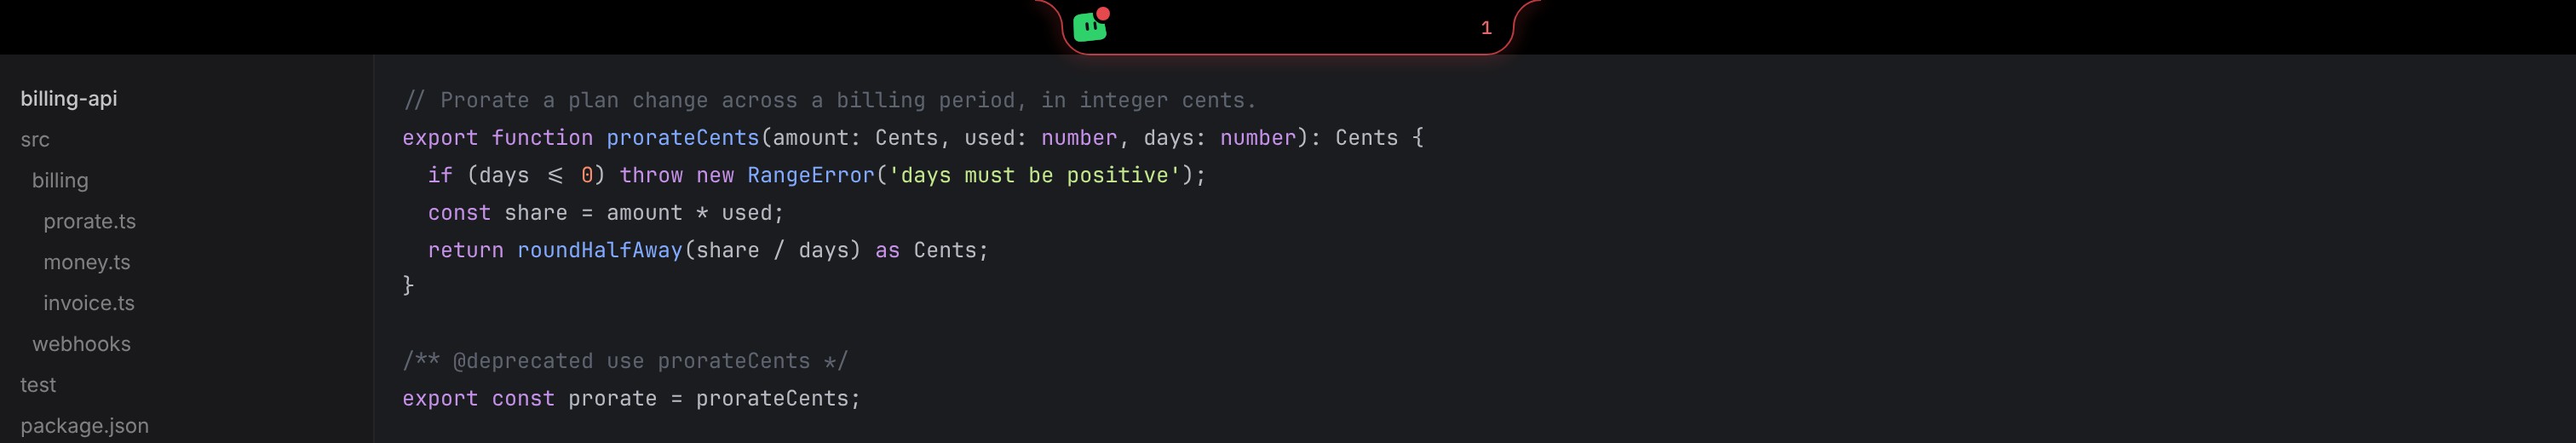 1
billing-api
src
billing
prorate.ts
money.ts
invoice.ts
webhooks
test
package.json
// Prorate a plan change across a billing period, in integer cents.
export function prorateCents(amount: Cents, used: number, days: number): Cents {
  if (days <= 0) throw new RangeError('days must be positive');
  const share = amount * used;
  return roundHalfAway(share / days) as Cents;
}
/** @deprecated use prorateCents */
export const prorate = prorateCents;